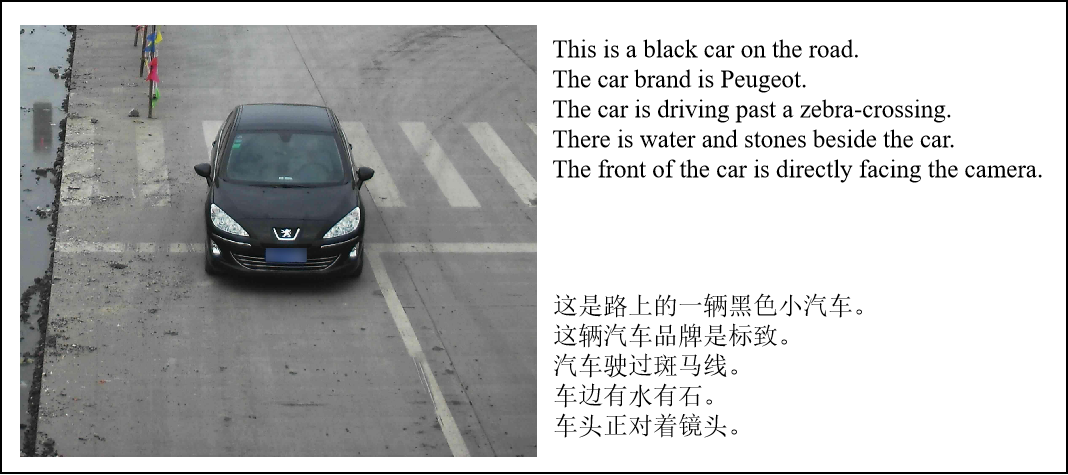 This is a black car on the road.
The car brand is Peugeot.
The car is driving past a zebra-crossing.
There is water and stones beside the car.
The front of the car is directly facing the camera.
这是路上的一辆黑色小汽车。
这辆汽车品牌是标致。
汽车驶过斑马线。
车边有水有石。
车头正对着镜头。